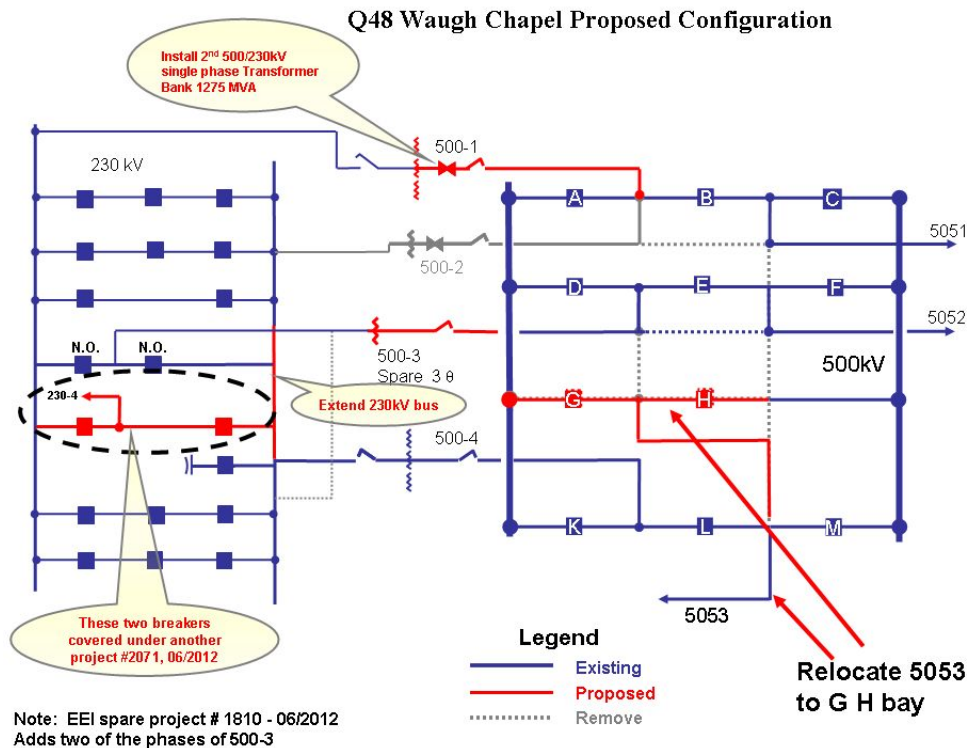 Q48 Waugh Chapel Proposed Configuration
Install 2nd 500/230kV
single phase Transformer
Bank 1275 MVA
500-1
230 kV
A
B
C
5051
500-2
D
E
F
5052
N.O.
N.O.
500-3
Spare 3 θ
500kV
230-4
Extend 230kV bus
G
H
500-4
K
L
M
These two breakers
covered under another
project #2071, 06/2012
5053
Legend
Existing
Proposed
Remove
Relocate 5053
to G H bay
Note: EEI spare project # 1810 - 06/2012
Adds two of the phases of 500-3